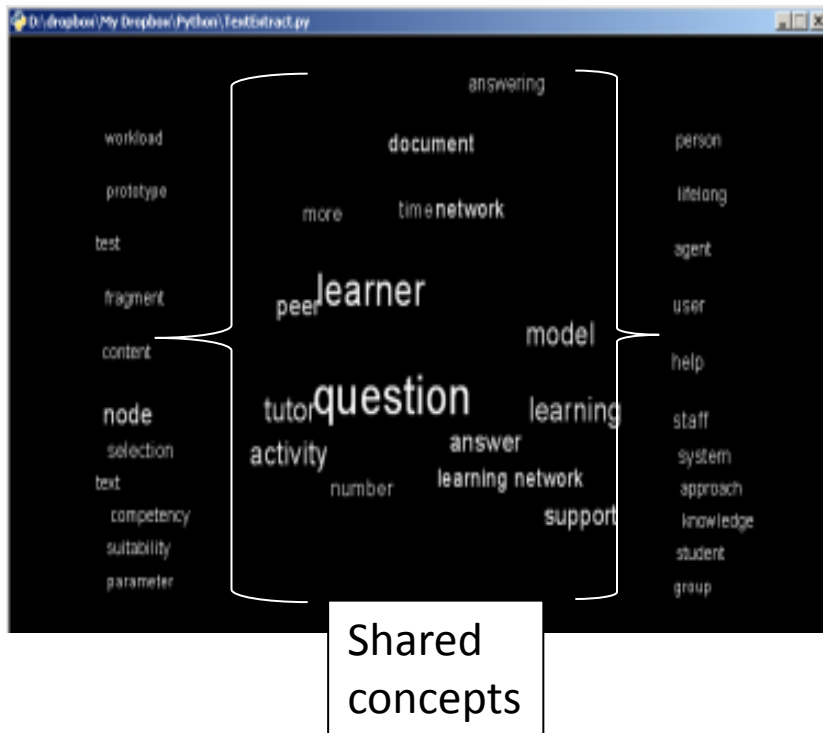 D:\dropbox\My Dropbox\Python\TextExtract.py
answering
workload
document
person
prototype
more
time
network
lifelong
test
agent
fragment
peer
learner
user
content
model
help
node
tutor
question
learning
staff
selection
activity
answer
system
text
number
learning network
approach
competency
support
knowledge
suitability
student
parameter
group
Shared
concepts